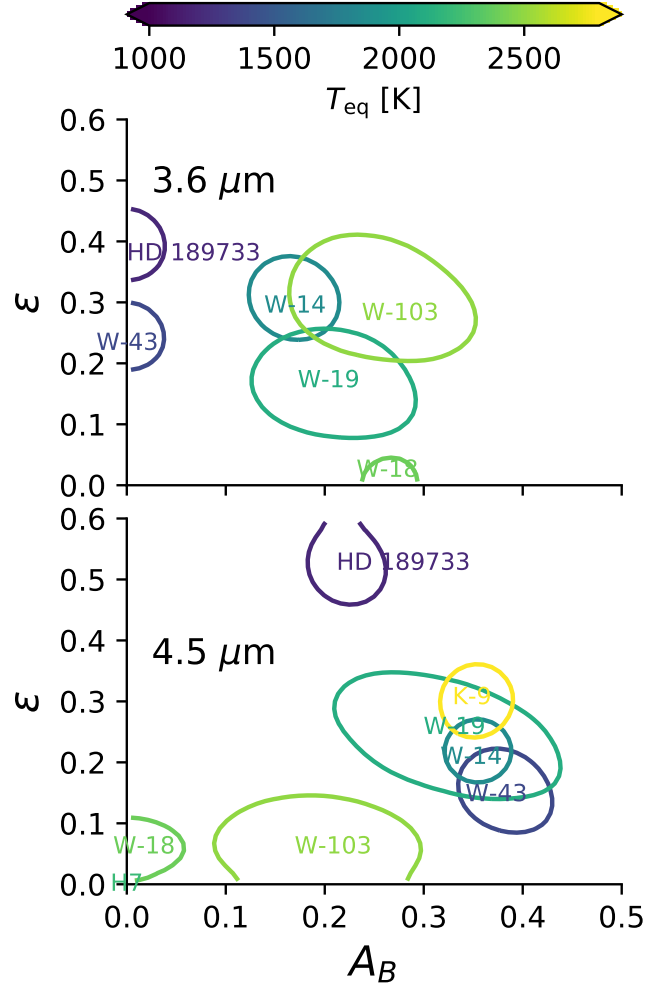 1000 1500 2000 2500
T_eq [K]
0.6
3.6 μm
0.5
0.4
HD 189733
0.3
W-14
W-103
ε
W-43
0.2
W-19
0.1
W-18
0.0
0.6
HD 189733
0.5
4.5 μm
0.4
0.3
K-9
ε
W-19
0.2
W-14
W-43
0.1
W-18
W-103
H7
0.0
0.0 0.1 0.2 0.3 0.4 0.5
A_B